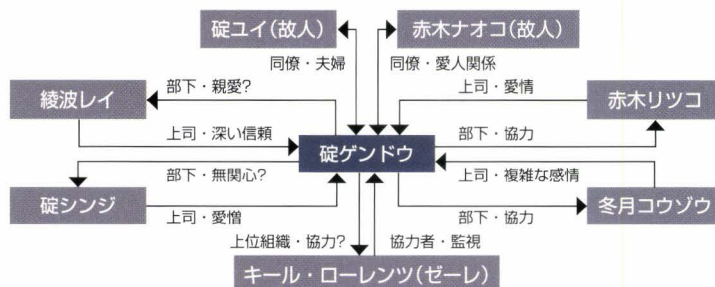 碇ユイ(故人)
赤木ナオコ(故人)
同僚・夫婦
同僚・愛人関係
綾波レイ
部下・親愛?
上司・愛情
赤木リツコ
上司・深い信頼
碇ゲンドウ
部下・協力
部下・無関心?
上司・複雑な感情
碇シンジ
上司・愛憎
部下・協力
冬月コウゾウ
上位組織・協力?
協力者・監視
キール・ローレンツ(ゼーレ)